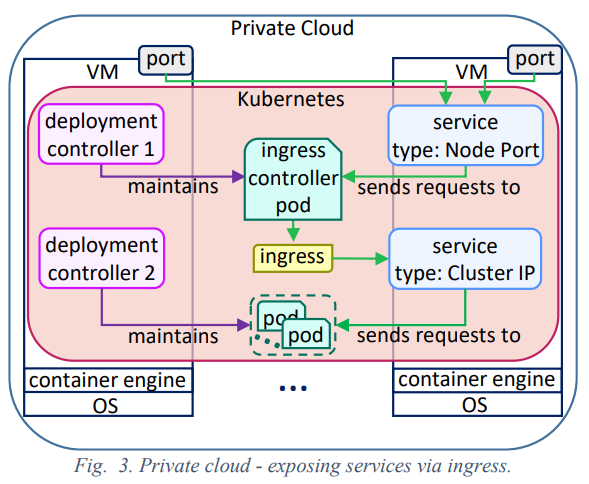 Private Cloud
port
port
VM
VM
Kubernetes
deployment
controller 1
ingress
controller
pod
service
type: Node Port
maintains
sends requests to
ingress
deployment
controller 2
service
type: Cluster IP
pod
pod
maintains
sends requests to
container engine
container engine
OS
OS
Fig. 3. Private cloud - exposing services via ingress.